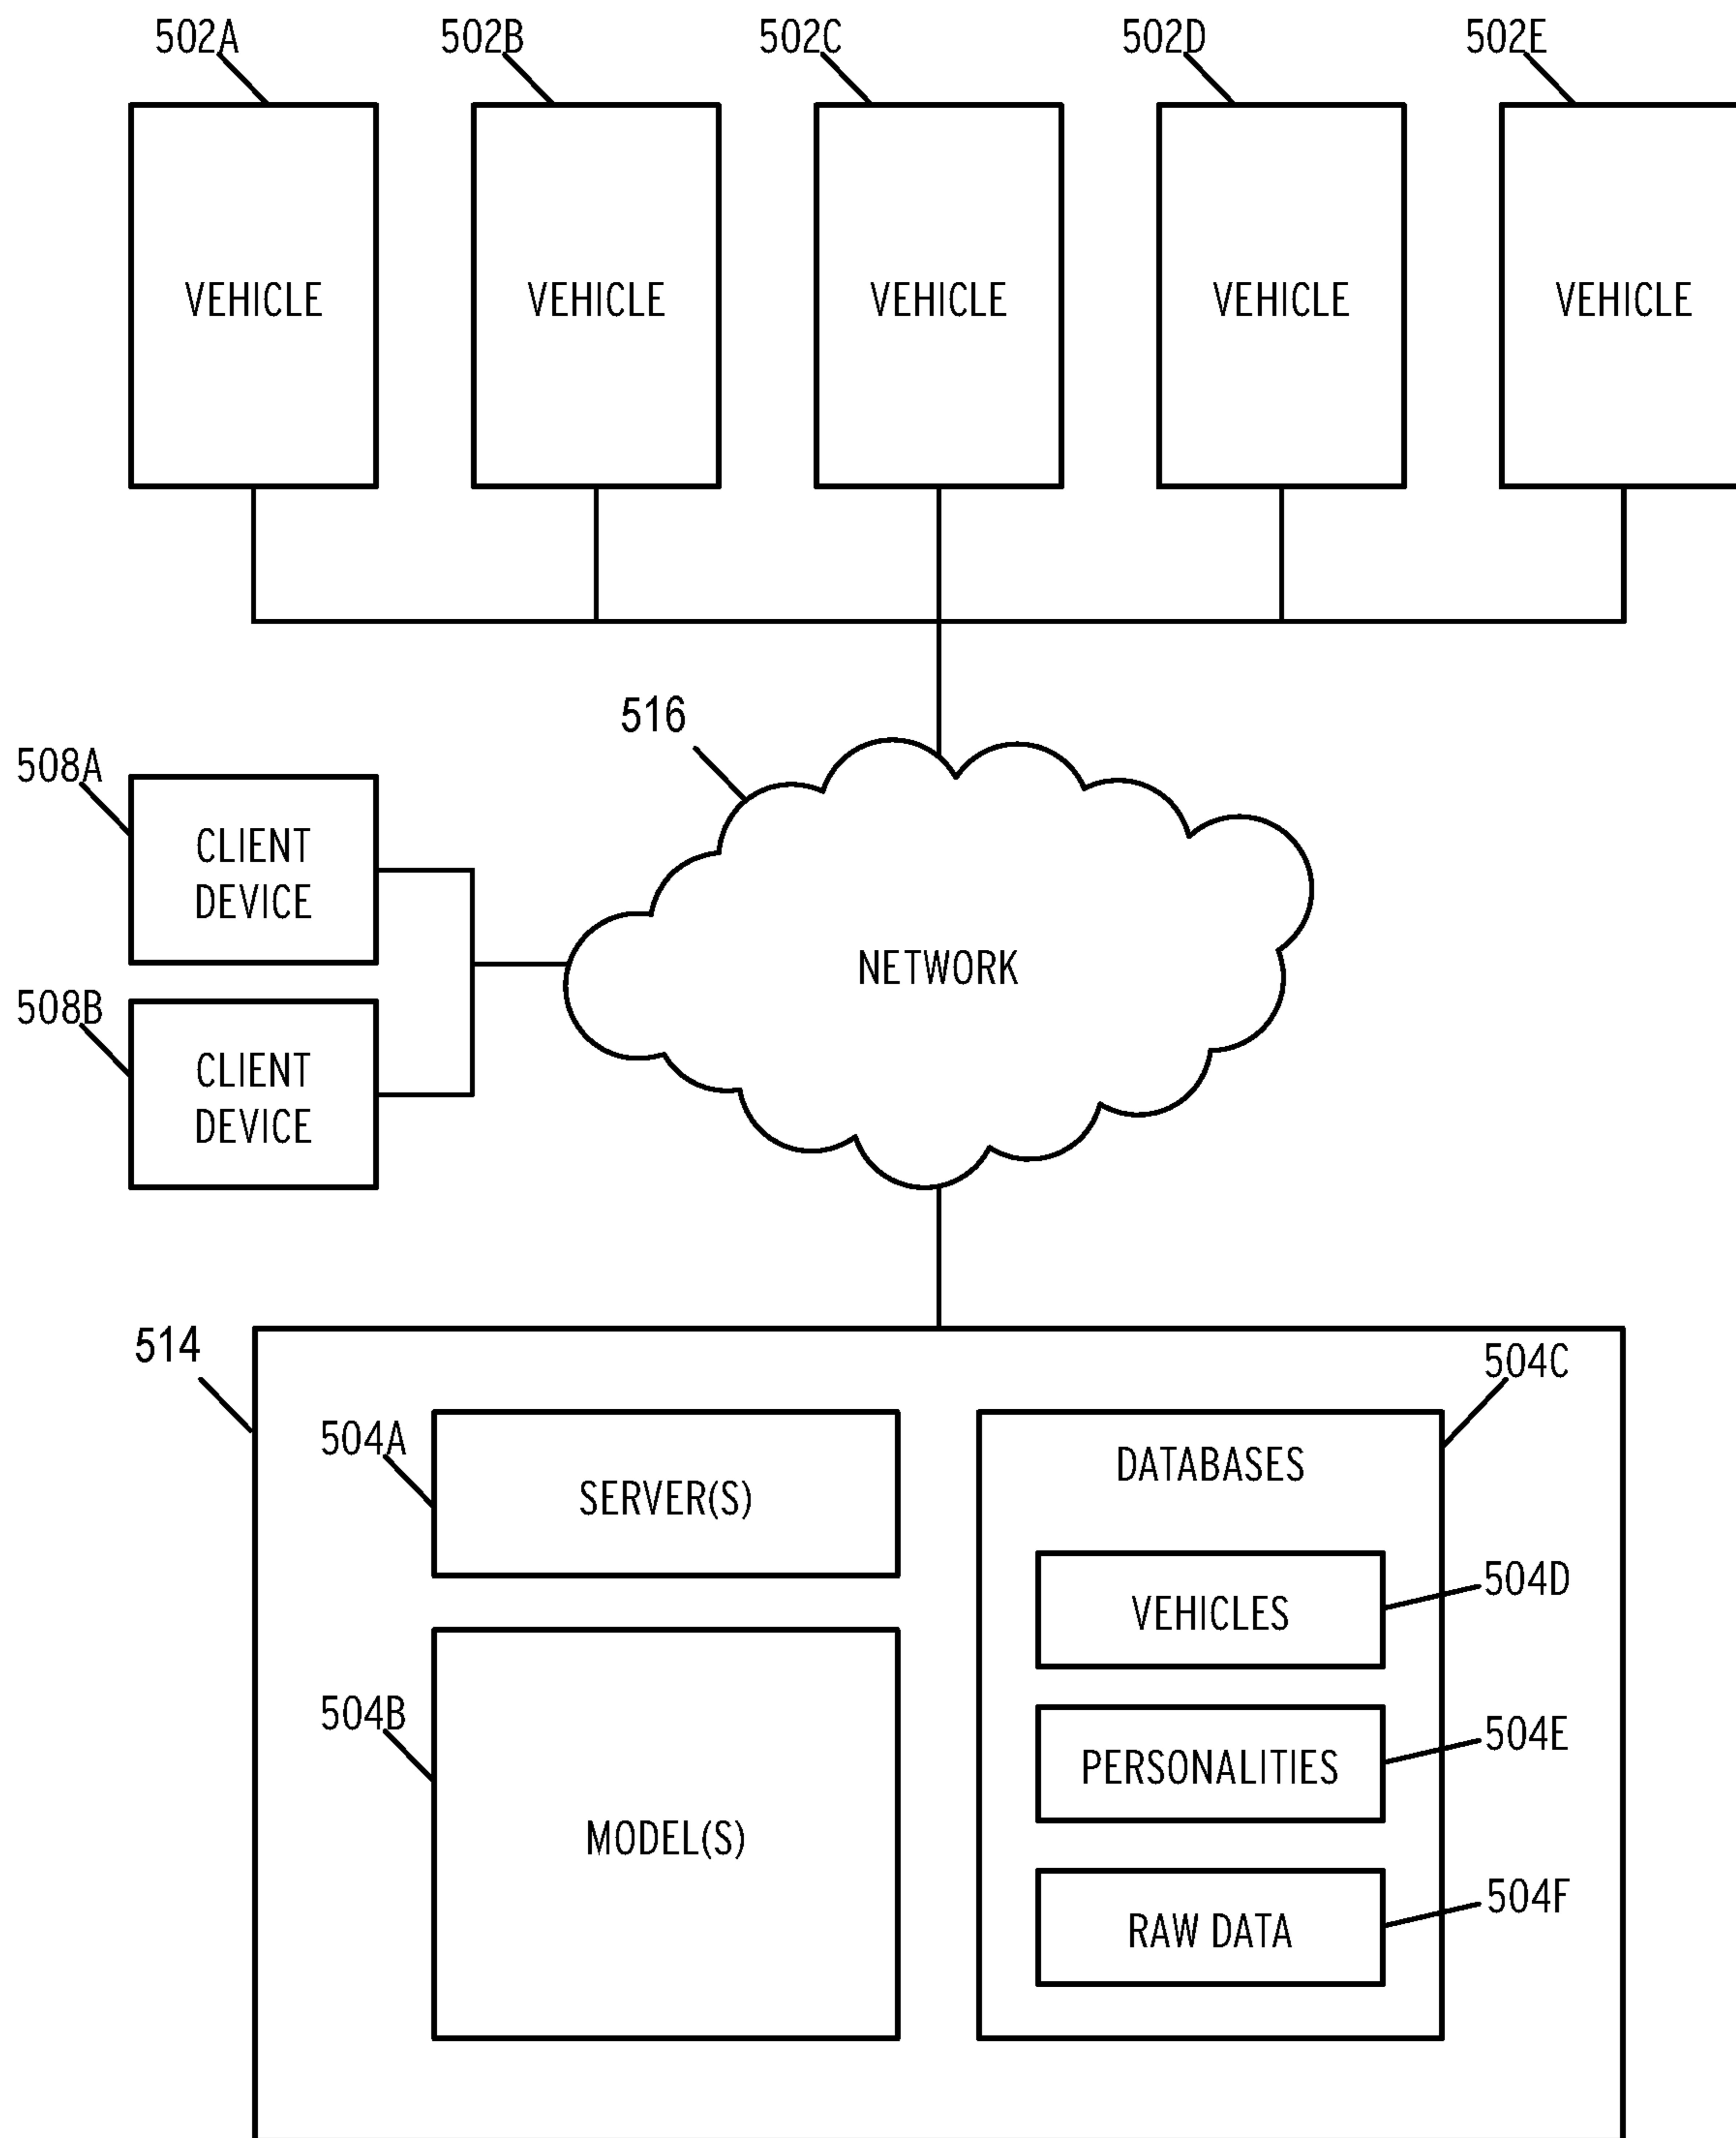 502A
502B
502C
502D
502E
VEHICLE
VEHICLE
VEHICLE
VEHICLE
VEHICLE
516
508A
CLIENT
DEVICE
NETWORK
508B
CLIENT
DEVICE
514
504C
504A
SERVER(S)
DATABASES
504D
VEHICLES
504B
MODEL(S)
504E
PERSONALITIES
504F
RAW DATA